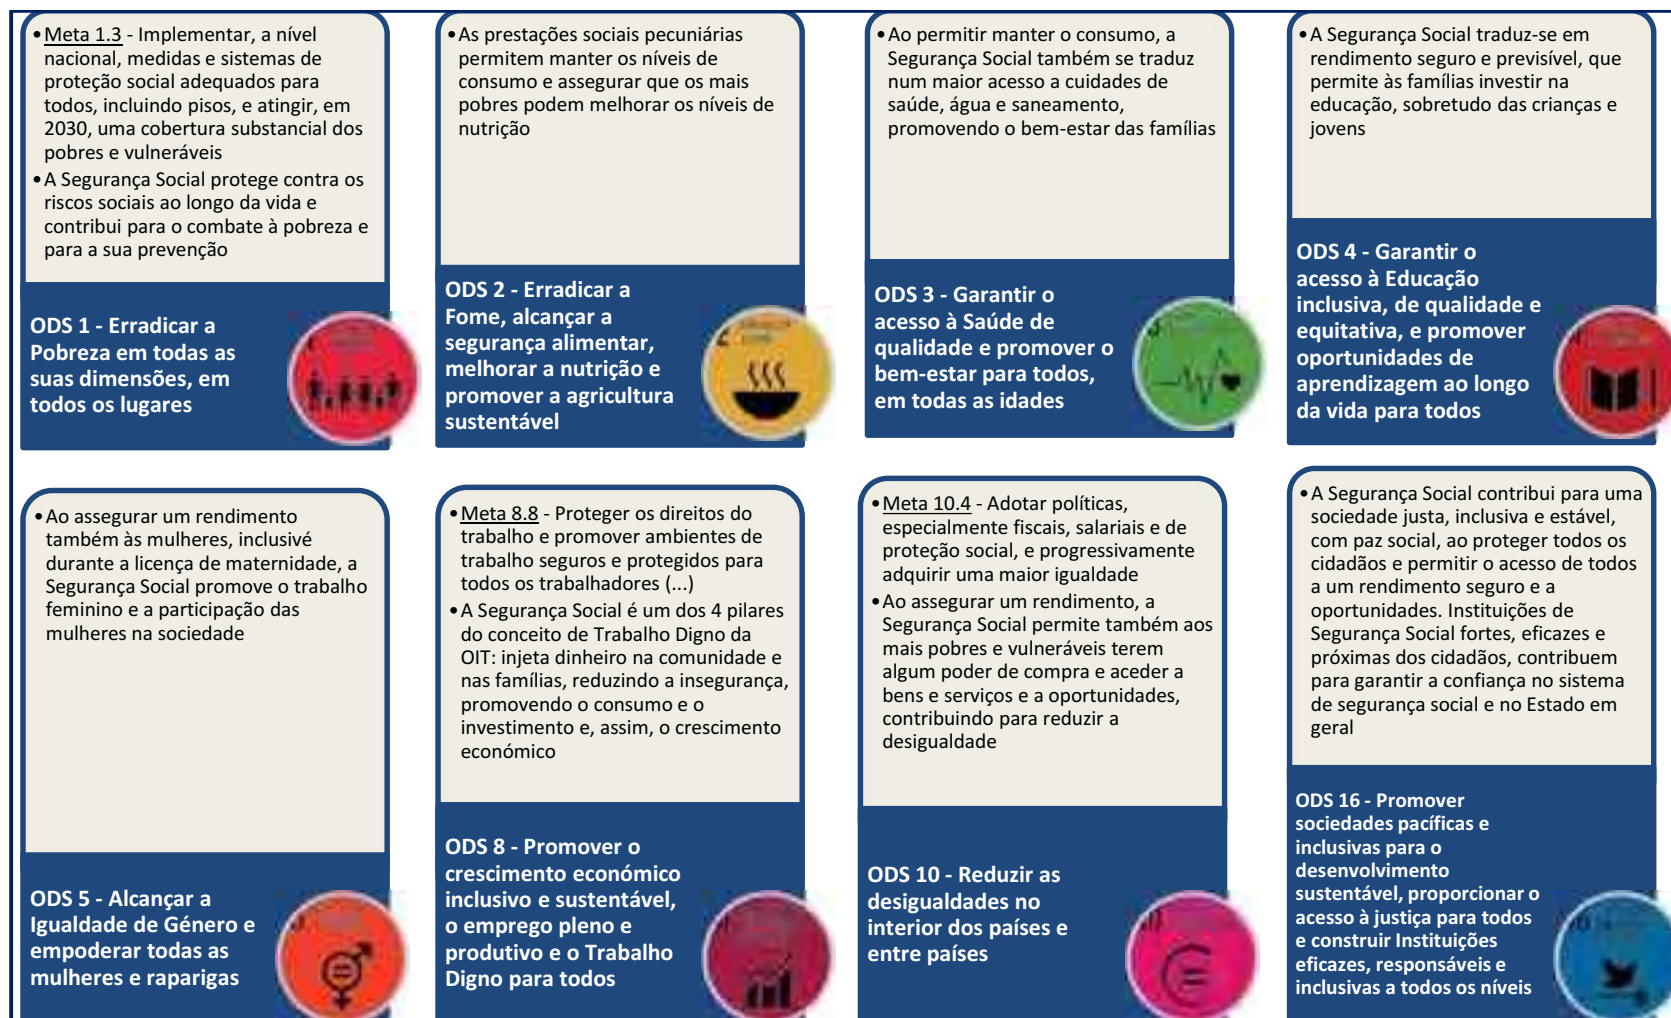 •Meta 1.3 - Implementar, a nível
nacional, medidas e sistemas de
proteção social adequados para
todos, incluindo pisos, e atingir, em
2030, uma cobertura substancial dos
pobres e vulneráveis
•A Segurança Social protege contra os
riscos sociais ao longo da vida e
contribui para o combate à pobreza e
para a sua prevenção
ODS 1 - Erradicar a
Pobreza em todas as
suas dimensões, em
todos os lugares
•As prestações sociais pecuniárias
permitem manter os níveis de
consumo e assegurar que os mais
pobres podem melhorar os níveis de
nutrição
ODS 2 - Erradicar a
Fome, alcançar a
segurança alimentar,
melhorar a nutrição e
promover a agricultura
sustentável
•Ao permitir manter o consumo, a
Segurança Social também se traduz
num maior acesso a cuidades de
saúde, água e saneamento,
promovendo o bem-estar das famílias
ODS 3 - Garantir o
acesso à Saúde de
qualidade e promover o
bem-estar para todos,
em todas as idades
•A Segurança Social traduz-se em
rendimento seguro e previsível, que
permite às famílias investir na
educação, sobretudo das crianças e
jovens
ODS 4 - Garantir o
acesso à Educação
inclusiva, de qualidade e
equitativa, e promover
oportunidades de
aprendizagem ao longo
da vida para todos
•Ao assegurar um rendimento
também às mulheres, inclusivé
durante a licença de maternidade, a
Segurança Social promove o trabalho
feminino e a participação das
mulheres na sociedade
ODS 5 - Alcançar a
Igualdade de Género e
empoderar todas as
mulheres e raparigas
•Meta 8.8 - Proteger os direitos do
trabalho e promover ambientes de
trabalho seguros e protegidos para
todos os trabalhadores (...)
•A Segurança Social é um dos 4 pilares
do conceito de Trabalho Digno da
OIT: injeta dinheiro na comunidade e
nas famílias, reduzindo a insegurança,
promovendo o consumo e o
investimento e, assim, o crescimento
económico
ODS 8 - Promover o
crescimento económico
inclusivo e sustentável,
o emprego pleno e
produtivo e o Trabalho
Digno para todos
•Meta 10.4 - Adotar políticas,
especialmente fiscais, salariais e de
proteção social, e progressivamente
adquirir uma maior igualdade
•Ao assegurar um rendimento, a
Segurança Social permite também aos
mais pobres e vulneráveis terem
algum poder de compra e aceder a
bens e serviços e a oportunidades,
contribuindo para reduzir a
desigualdade
ODS 10 - Reduzir as
desigualdades no
interior dos países e
entre países
•A Segurança Social contribui para uma
sociedade justa, inclusiva e estável,
com paz social, ao proteger todos os
cidadãos e permitir o acesso de todos
a um rendimento seguro e a
oportunidades. Instituições de
Segurança Social fortes, eficazes e
próximas dos cidadãos, contribuem
para garantir a confiança no sistema
de segurança social e no Estado em
geral
ODS 16 - Promover
sociedades pacíficas e
inclusivas para o
desenvolvimento
sustentável, proporcionar o
acesso à justiça para todos
e construir Instituições
eficazes, responsáveis e
inclusivas a todos os níveis